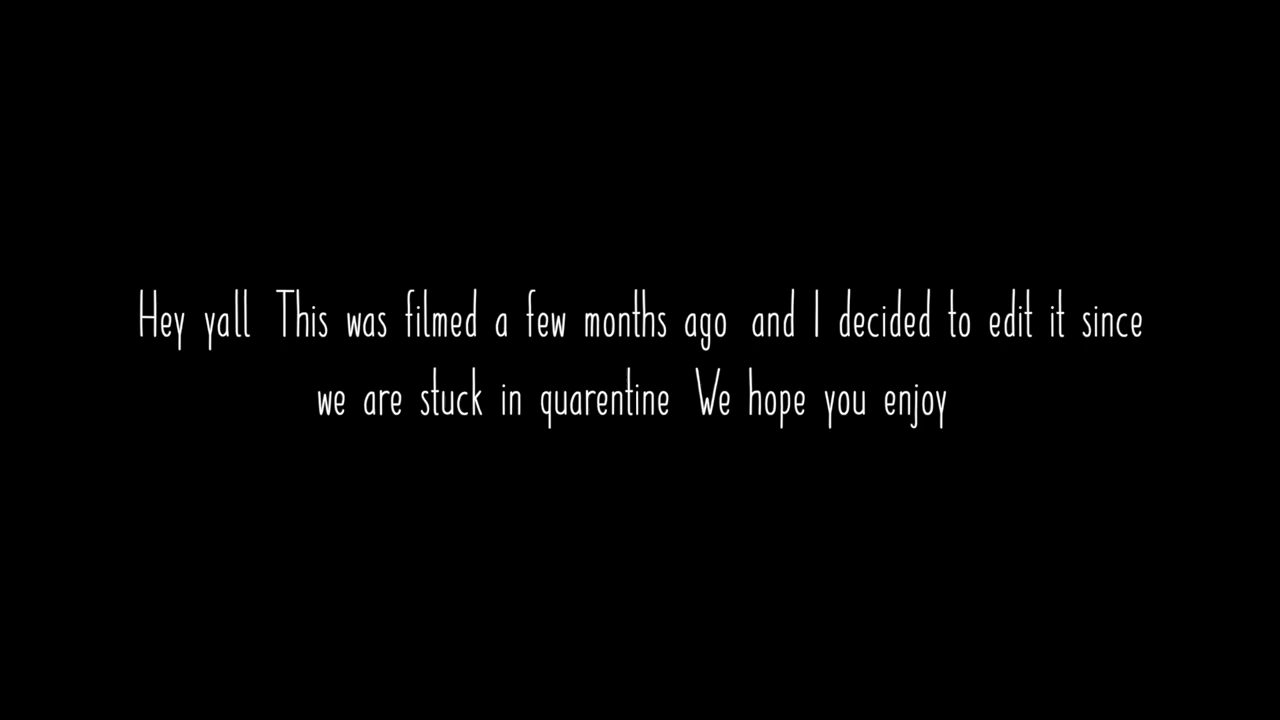 Hey yall This was filmed a few months ago and I decided to edit it since
we are stuck in quarentine We hope you enjoy